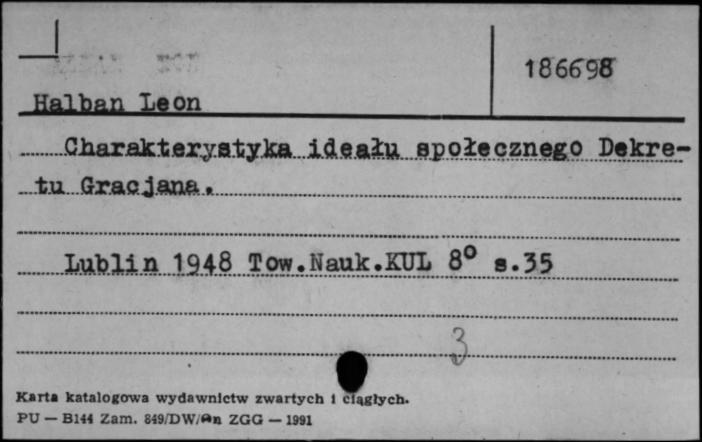 186698
Halban Leon
Charakterystyka ideału społecznego Dekre-
tu Gracjana.
Lublin 1948 Tow.Nauk.KUL 8° s.35
3
Karta katalogowa wydawnictw zwartych i ciągłych.
PU — B144 Zam. 849/DW/ ZGG — 1991